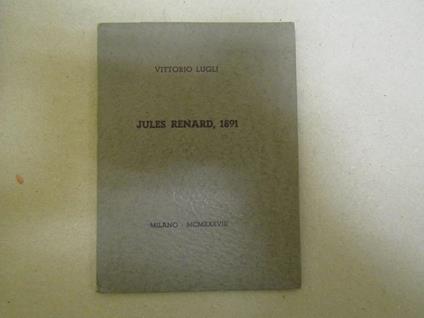 VITTORIO LUGLI
JULES RENARD, 1891
MILANO - MCMXXXVIII